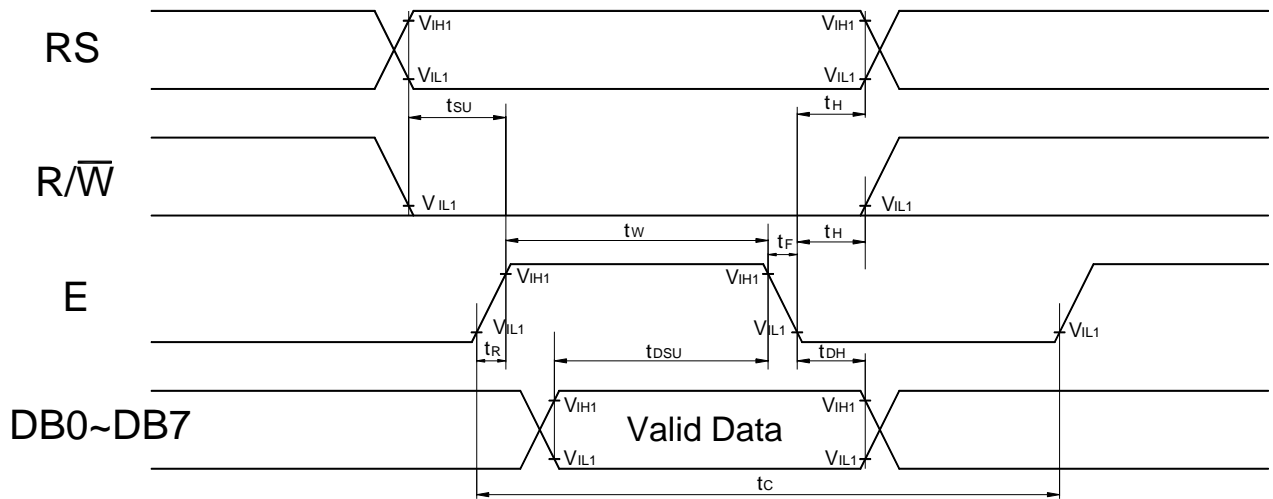 RS
VIH1
VIH1
VIL1
VIL1
tSU
tH
R/W̅
VIL1
VIL1
tW
tF
tH
E
VIH1
VIH1
VIL1
VIL1
VIL1
tR
tDSU
tDH
DB0~DB7
VIH1
Valid Data
VIH1
VIL1
VIL1
tC